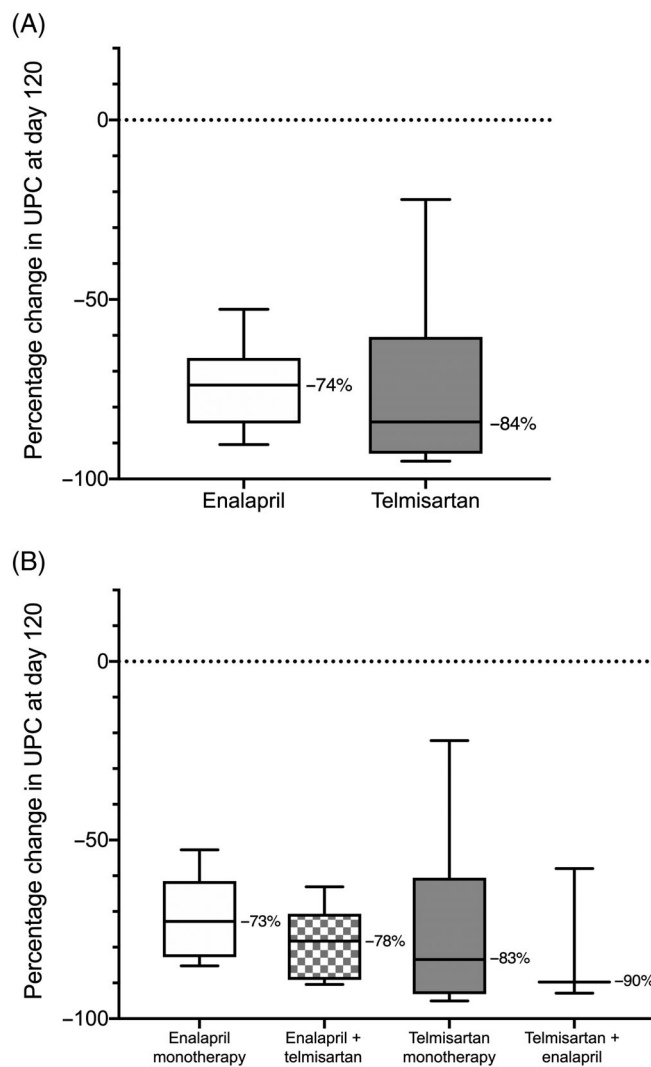 (A)
Percentage change in UPC at day 120
0
−50
−100
−74%
−84%
Enalapril
Telmisartan
(B)
Percentage change in UPC at day 120
0
−50
−100
−73%
−78%
−83%
−90%
Enalapril
monotherapy
Enalapril +
telmisartan
Telmisartan
monotherapy
Telmisartan +
enalapril